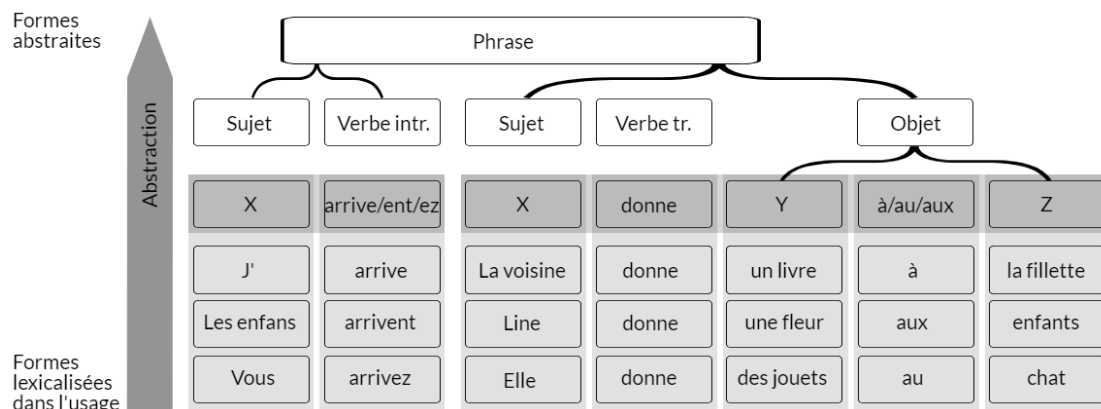 Formes
abstraites
Phrase
Sujet Verbe intr. Sujet Verbe tr. Objet
Abstraction
X arrive/ent/ez X donne Y à/au/aux Z
J' arrive La voisine donne un livre à la fillette
Les enfans arrivent Line donne une fleur aux enfants
Vous arrivez Elle donne des jouets au chat
Formes
lexicalisées
dans l'usage